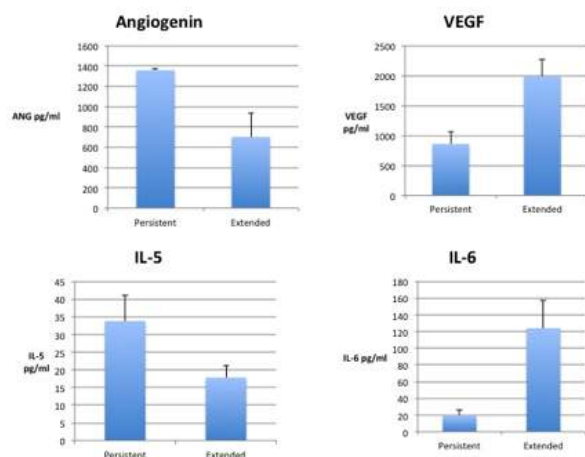 Angiogenin
1600
1400
1200
1000
800
600
400
200
0
ANG pg/ml
Persistent
Extended
VEGF
2500
2000
1500
1000
500
0
VEGF
pg/ml
Persistent
Extended
IL-5
45
40
35
30
25
20
15
10
5
0
IL-5
pg/ml
Persistent
Extended
IL-6
180
160
140
120
100
80
60
40
20
0
IL-6 pg/ml
Persistent
Extended